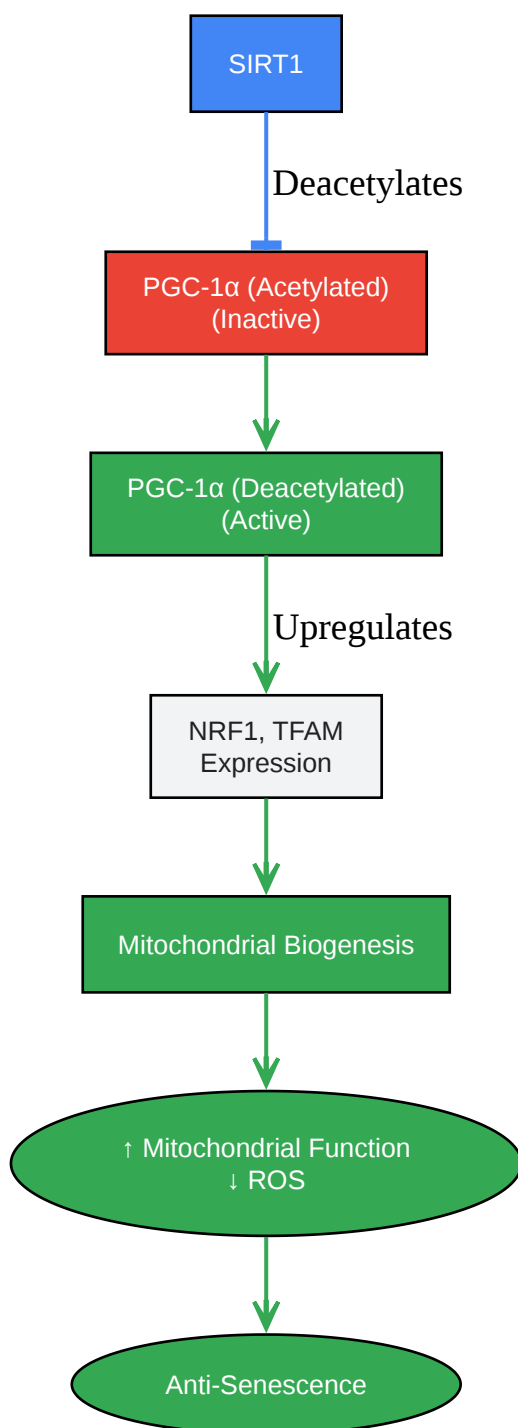 SIRT1
Deacetylates
PGC-1α (Acetylated)
(Inactive)
PGC-1α (Deacetylated)
(Active)
Upregulates
NRF1, TFAM
Expression
Mitochondrial Biogenesis
↑ Mitochondrial Function
↓ ROS
Anti-Senescence